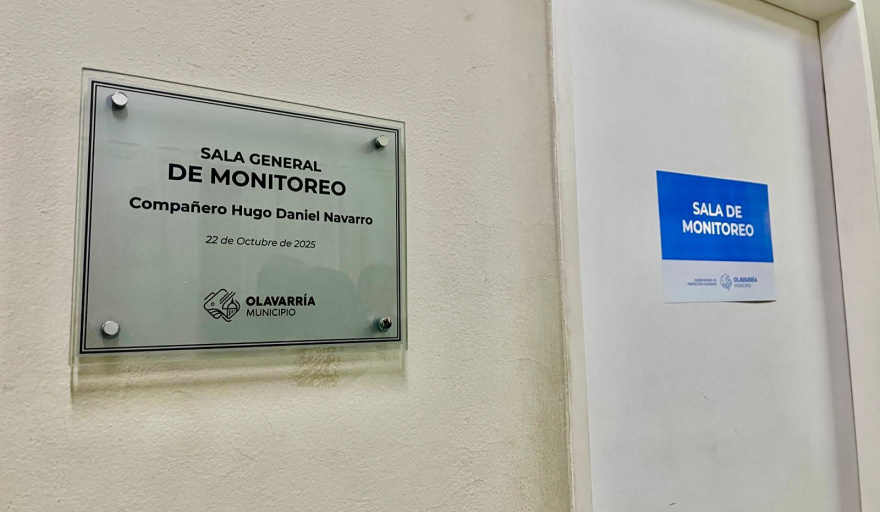 SALA GENERAL
DE MONITOREO
Compañero Hugo Daniel Navarro
22 de Octubre de 2025
OLAVARRÍA
MUNICIPIO
SALA DE
MONITOREO
OLAVARRÍA
MUNICIPIO